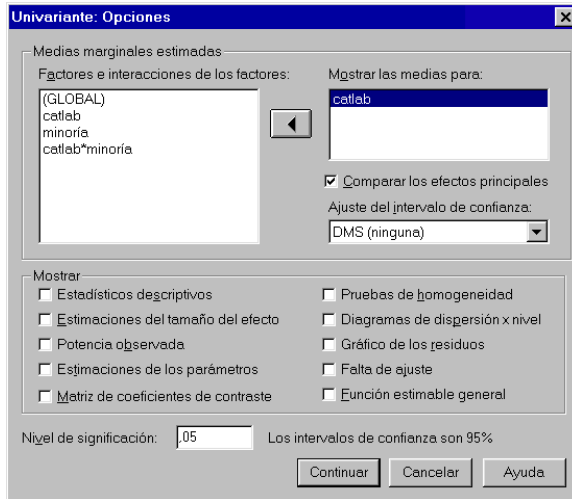 Univariante: Opciones
Medias marginales estimadas
Factores e interacciones de los factores:
(GLOBAL)
catlab
minoría
catlab*minoría
Mostrar las medias para:
catlab
Comparar los efectos principales
Ajuste del intervalo de confianza:
DMS (ninguna)
Mostrar
Estadísticos descriptivos
Estimaciones del tamaño del efecto
Potencia observada
Estimaciones de los parámetros
Matriz de coeficientes de contraste
Pruebas de homogeneidad
Diagramas de dispersión x nivel
Gráfico de los residuos
Falta de ajuste
Función estimable general
Nivel de significación: ,05 Los intervalos de confianza son 95%
Continuar Cancelar Ayuda